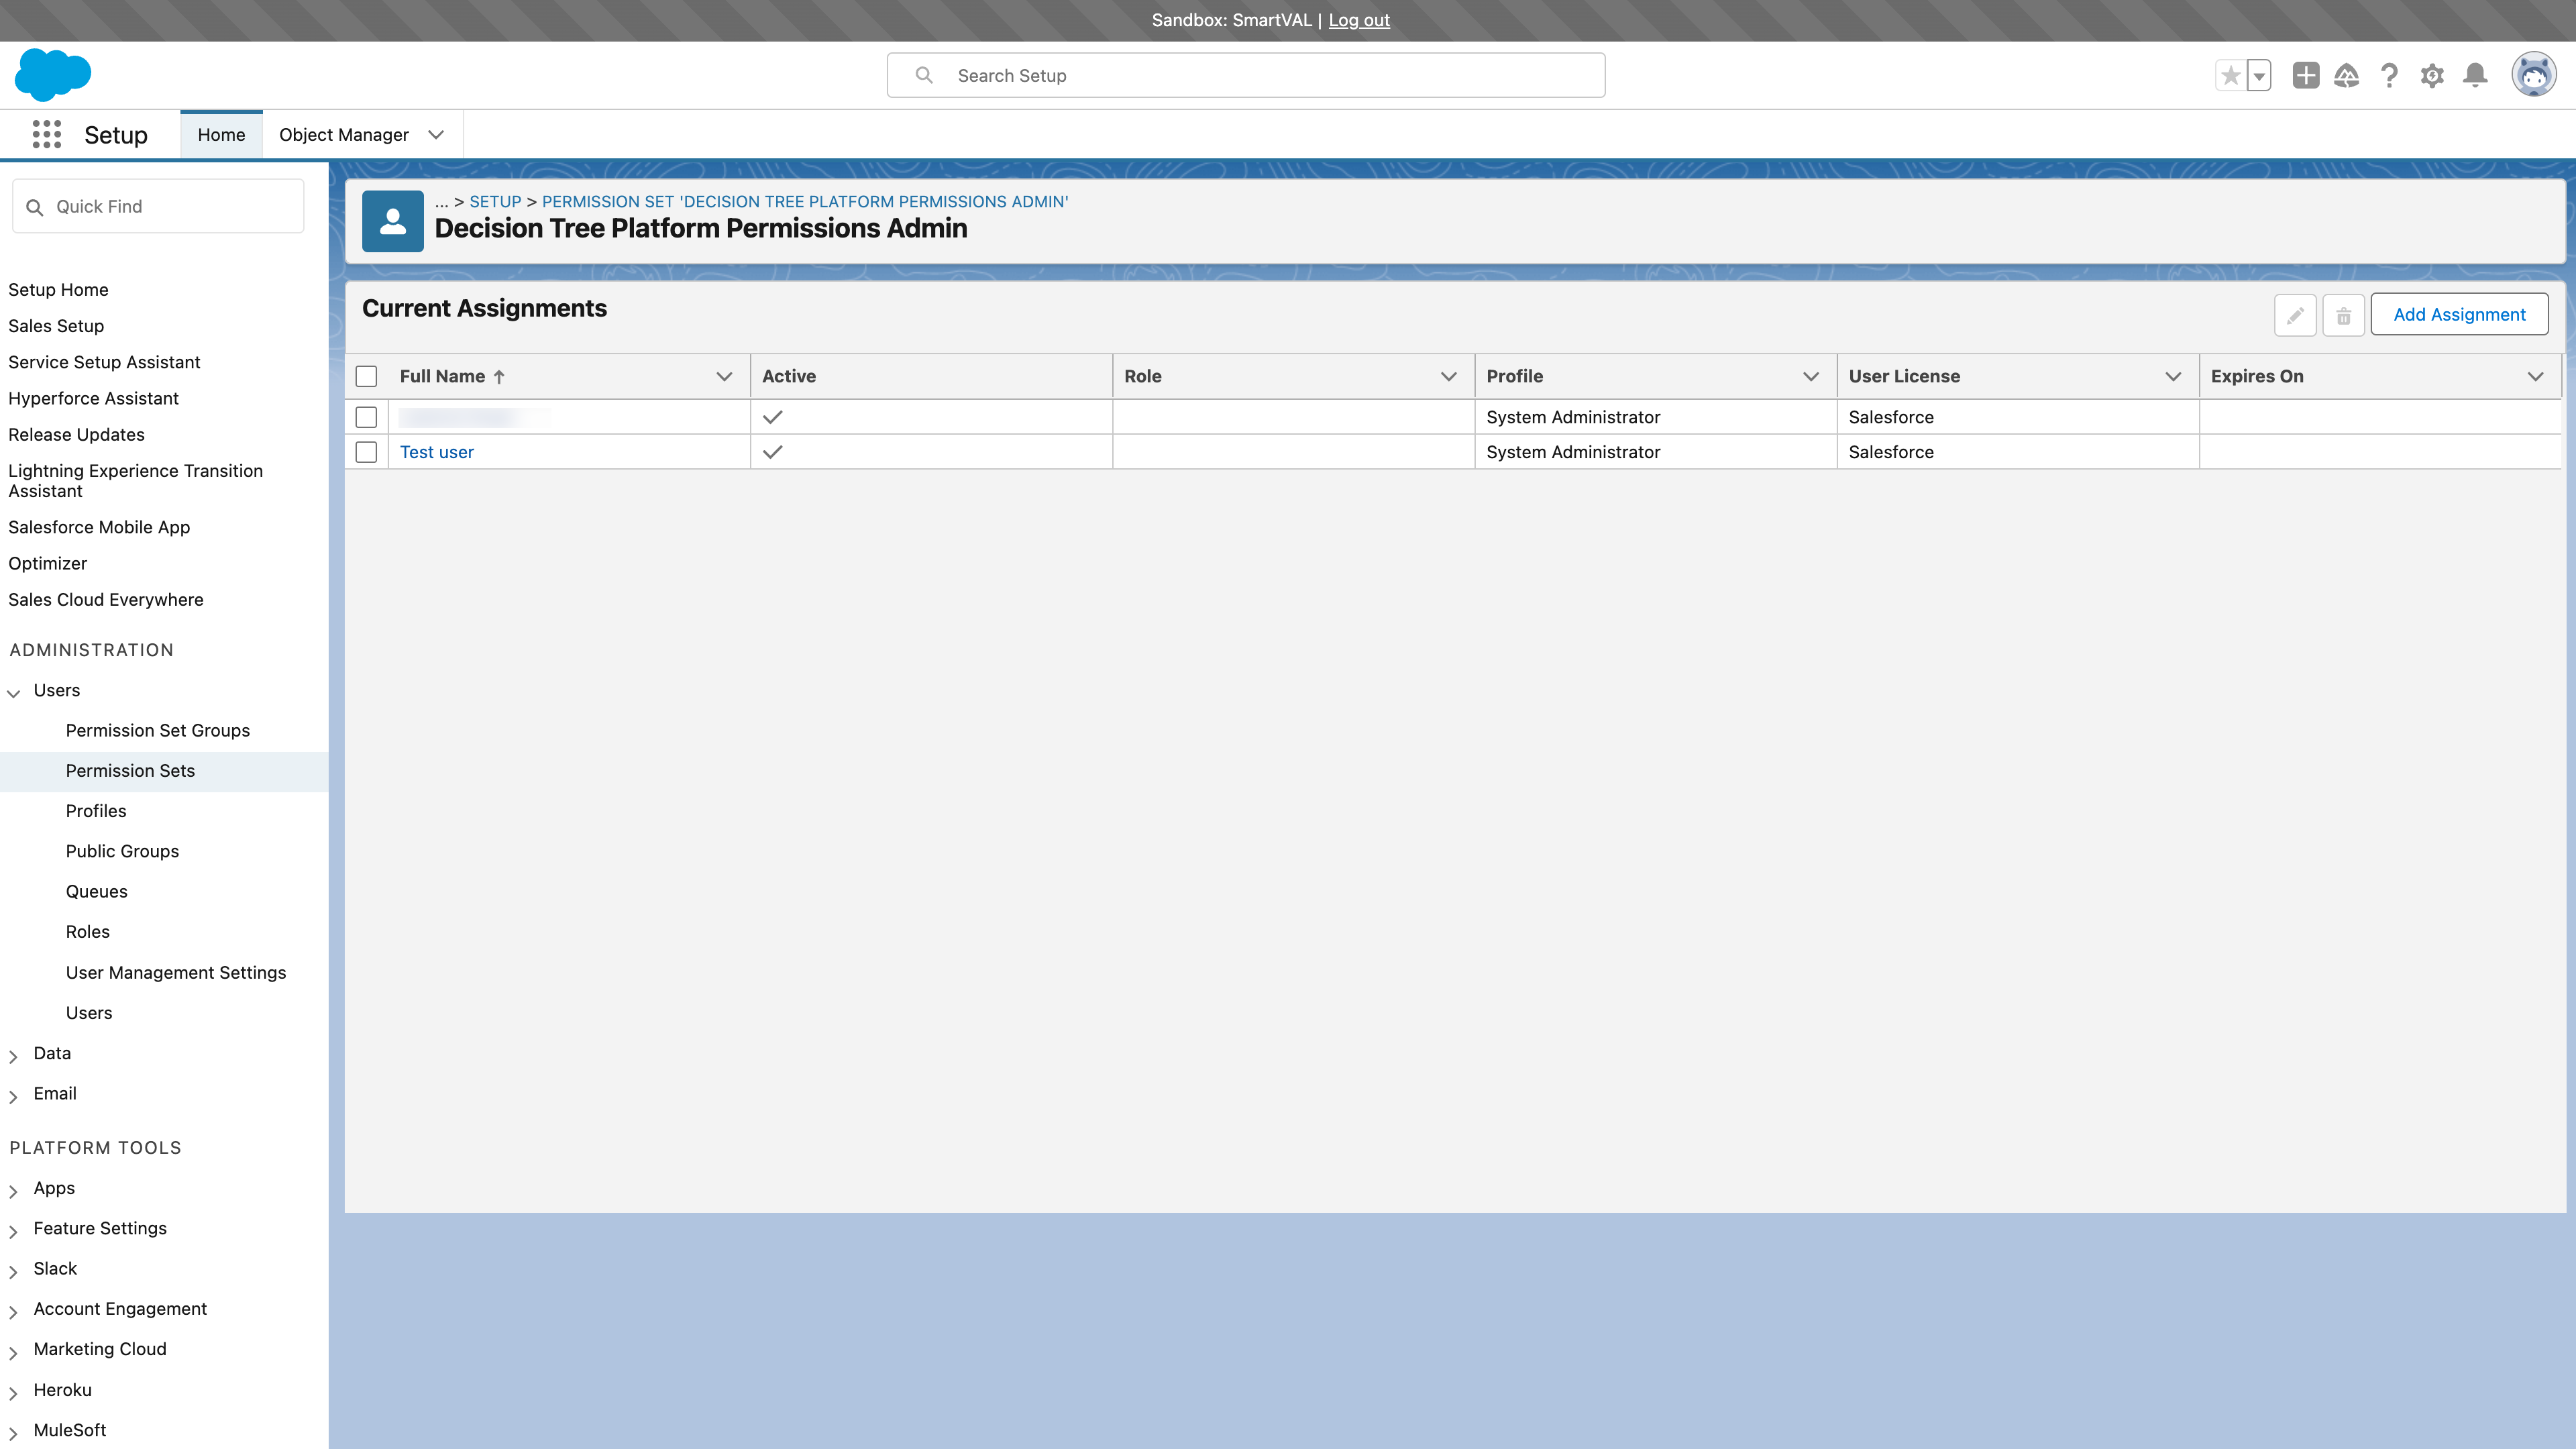 Sandbox: SmartVAL | Log out
Search Setup
Setup
Home
Object Manager
Quick Find
Setup Home
Sales Setup
Service Setup Assistant
Hyperforce Assistant
Release Updates
Lightning Experience Transition
Assistant
Salesforce Mobile App
Optimizer
Sales Cloud Everywhere
ADMINISTRATION
Users
Permission Set Groups
Permission Sets
Profiles
Public Groups
Queues
Roles
User Management Settings
Users
Data
Email
PLATFORM TOOLS
Apps
Feature Settings
Slack
Account Engagement
Marketing Cloud
Heroku
MuleSoft
... > SETUP > PERMISSION SET 'DECISION TREE PLATFORM PERMISSIONS ADMIN'
Decision Tree Platform Permissions Admin
Current Assignments
Add Assignment
Full Name Active Role Profile User License Expires On
System Administrator Salesforce
Test user System Administrator Salesforce